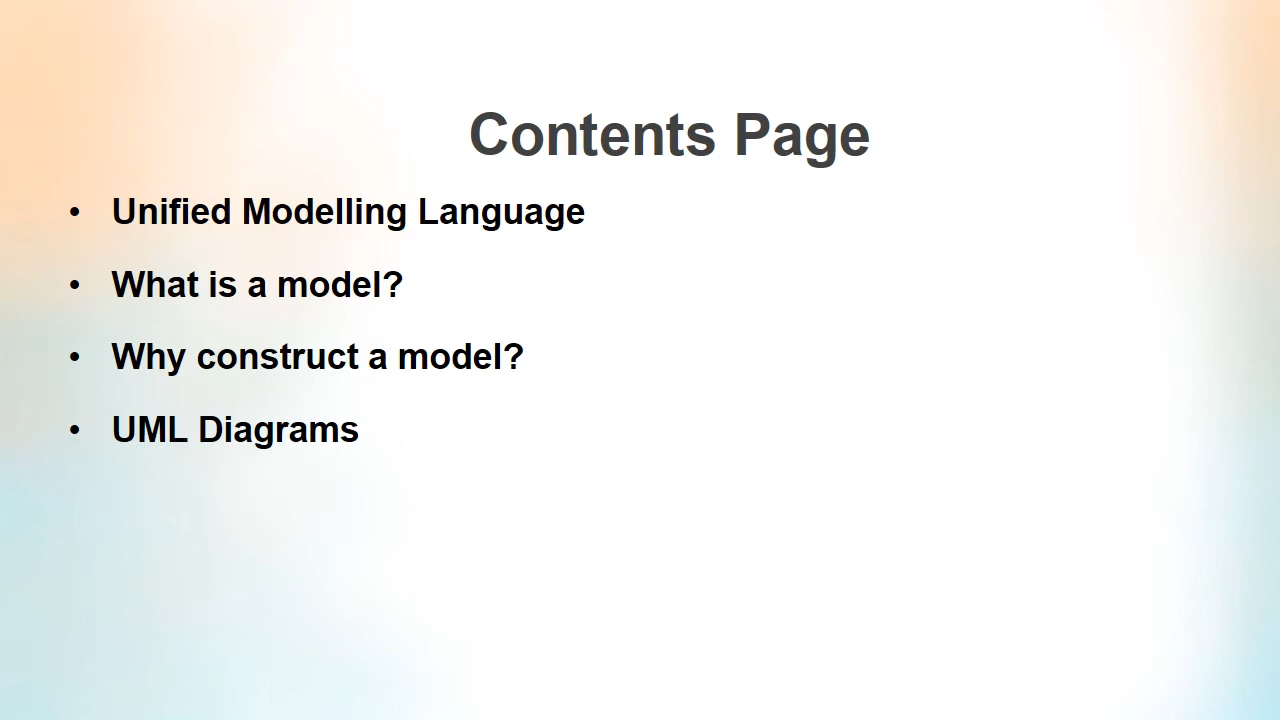 Contents Page
• Unified Modelling Language
• What is a model?
• Why construct a model?
• UML Diagrams